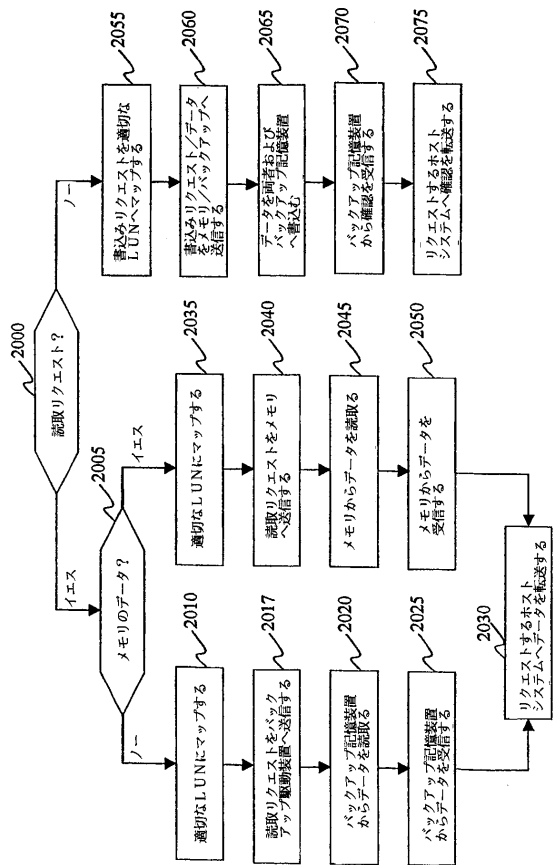 2000
読取リクエスト?
イエス
ノー
2005
メモリのデータ?
ノー
イエス
2010
適切なLUNにマップする
2017
読取リクエストをバック
アップ駆動装置へ送信する
2020
バックアップ記憶装置
からデータを読取る
2025
バックアップ記憶装置
からデータを受信する
2035
適切なLUNにマップする
2040
読取リクエストをメモリ
へ送信する
2045
メモリからデータを読取る
2050
メモリからデータを
受信する
2030
リクエストするホスト
システムへデータを転送する
2055
書込みリクエストを適切な
LUNへマップする
2060
書込みリクエスト/データ
をメモリ/バックアップへ
送信する
2065
データを両者および
バックアップ記憶装置
へ書込む
2070
バックアップ記憶装置
から確認を受信する
2075
リクエストするホスト
システムへ確認を転送する